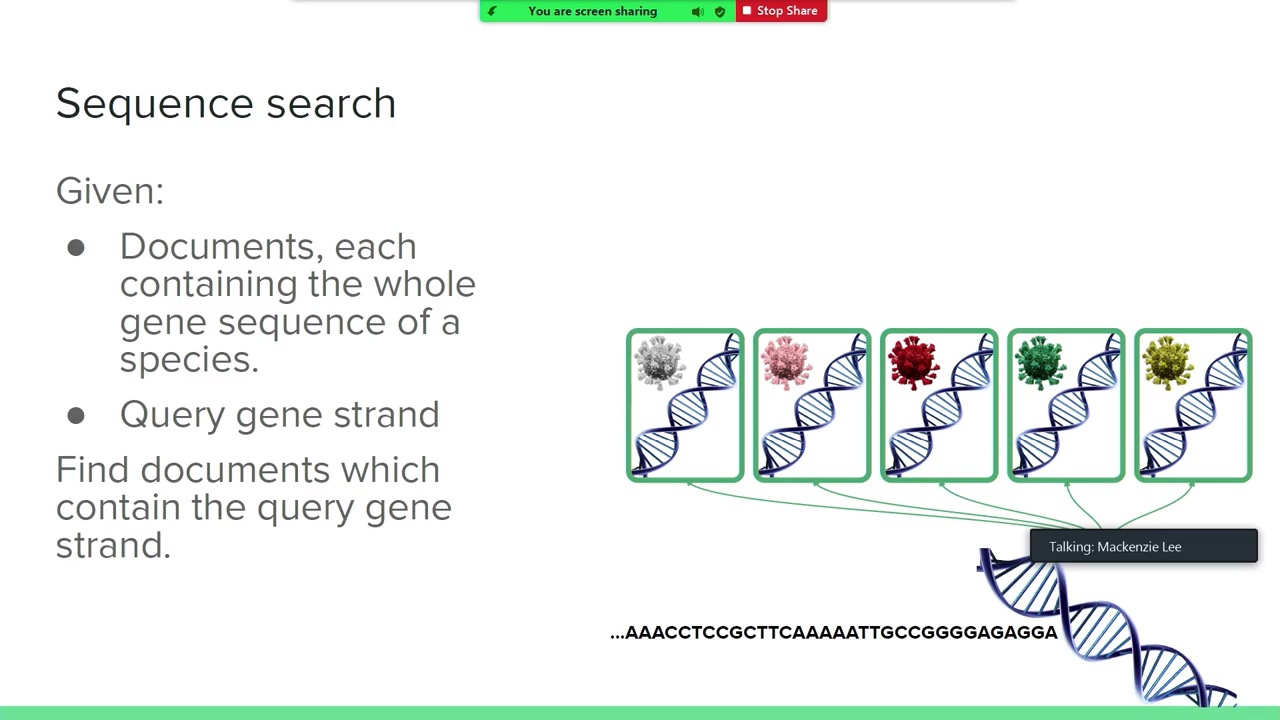 You are screen sharing
Stop Share
Sequence search
Given:
● Documents, each
containing the whole
gene sequence of a
species.
● Query gene strand
Find documents which
contain the query gene
strand.
Talking: Mackenzie Lee
...AAACCTCCGCTTCAAAAATTGCCGGGGAGAGGA